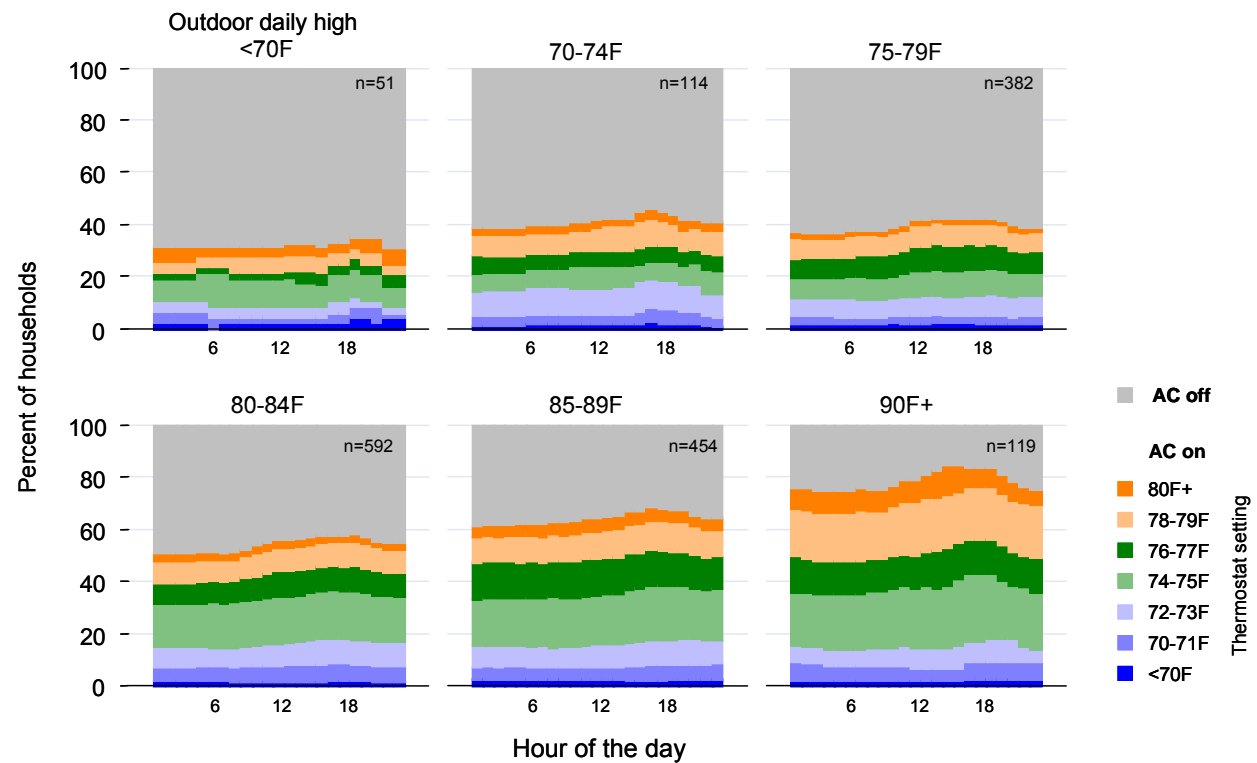 Outdoor daily high
<70F
70-74F
75-79F
100
80
60
40
20
0
n=51
n=114
n=382
6 12 18
6 12 18
6 12 18
Percent of households
80-84F
85-89F
90F+
100
80
60
40
20
0
n=592
n=454
n=119
6 12 18
6 12 18
6 12 18
Hour of the day
AC off
AC on
80F+
78-79F
76-77F
74-75F
72-73F
70-71F
<70F
Thermostat setting